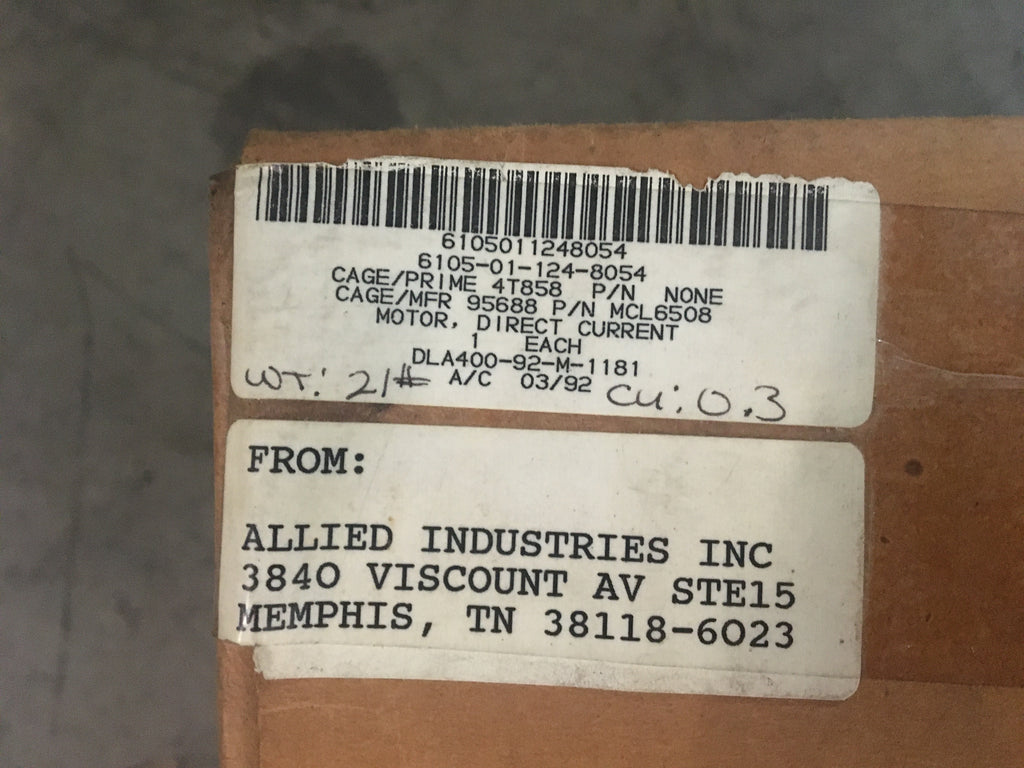 6105011248054
6105-01-124-8054
CAGE/PRIME 4T858 P/N NONE
CAGE/MFR 95688 P/N MCL6508
MOTOR, DIRECT CURRENT
1 EACH
DLA400-92-M-1181
WT: 21# A/C 03/92 CU: 0.3
FROM:
ALLIED INDUSTRIES INC
3840 VISCOUNT AV STE15
MEMPHIS, TN 38118-6023